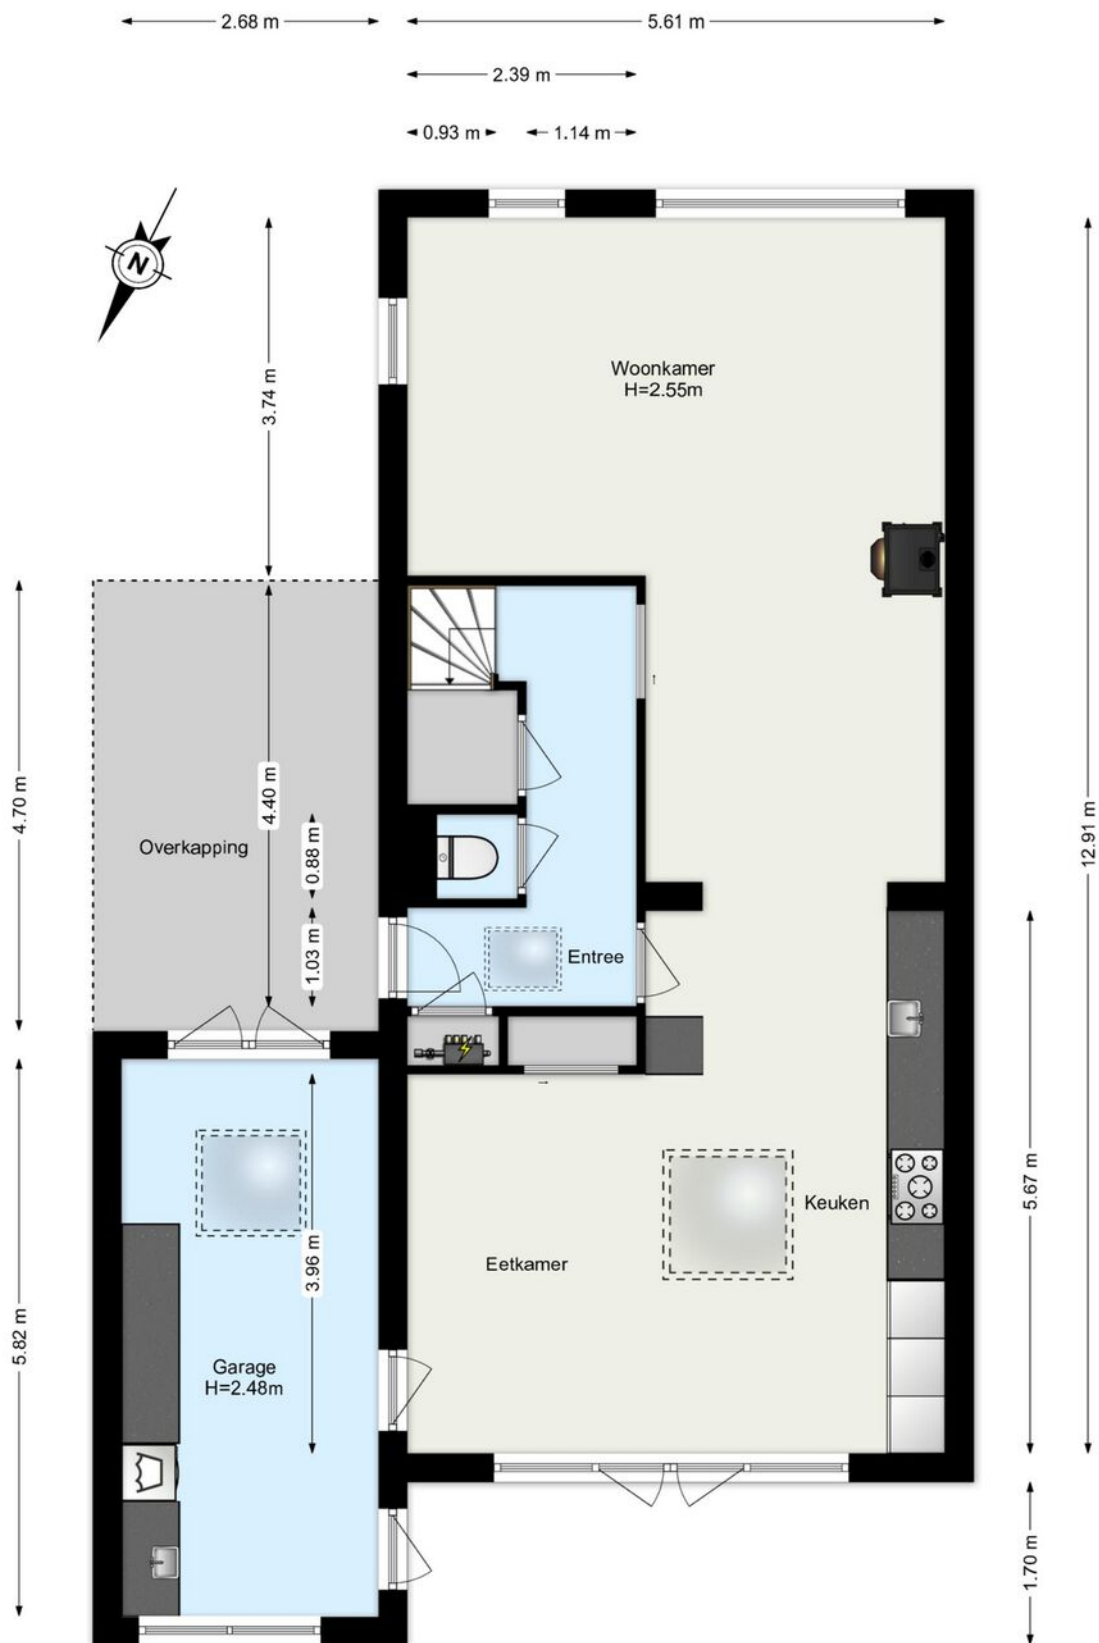 2.68 m
5.61 m
2.39 m
0.93 m
1.14 m
N
3.74 m
Woonkamer
H=2.55m
4.70 m
4.40 m
0.88 m
Overkapping
12.91 m
1.03 m
Entree
5.67 m
3.96 m
Keuken
Eetkamer
5.82 m
Garage
H=2.48m
1.70 m